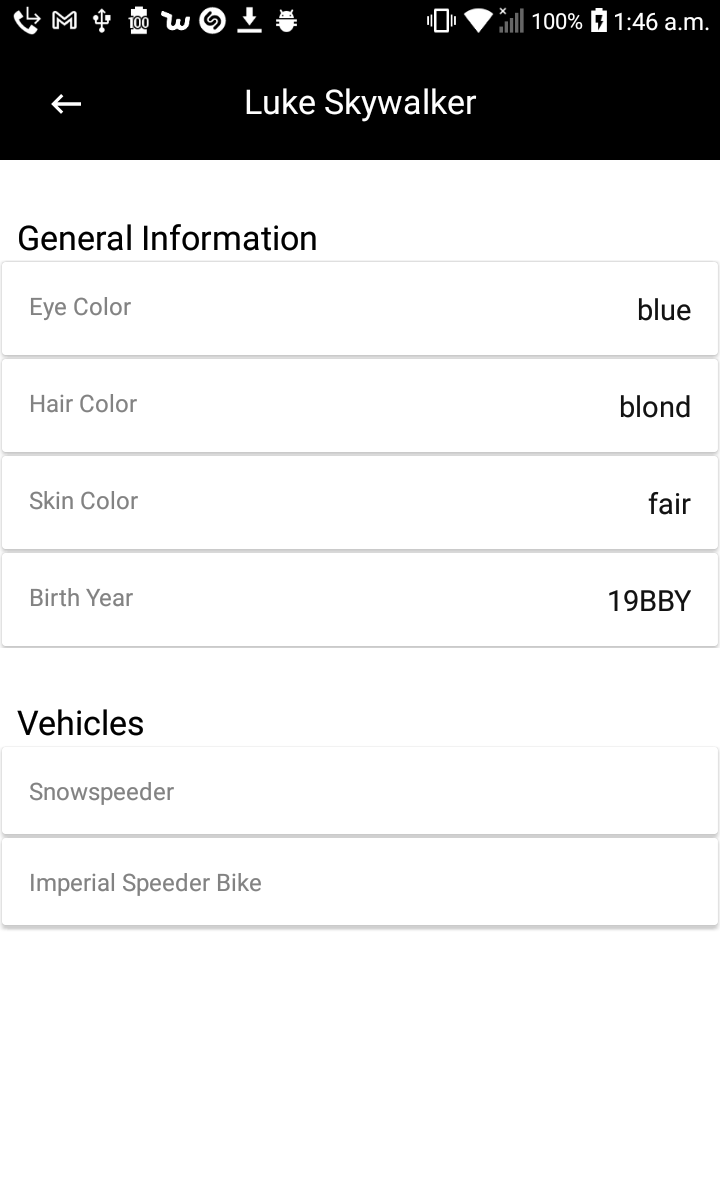 100 100% 1:46 a.m.
Luke Skywalker
General Information
Eye Color blue
Hair Color blond
Skin Color fair
Birth Year 19BBY
Vehicles
Snowspeeder
Imperial Speeder Bike